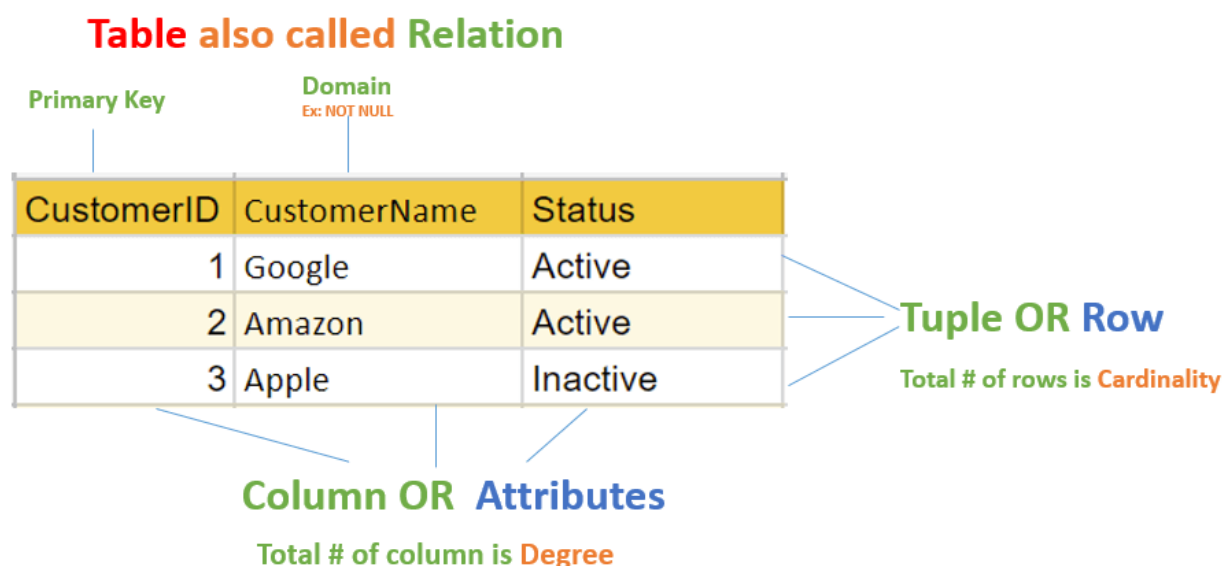 Table also called Relation
Primary Key
Domain
Ex: NOT NULL
CustomerID CustomerName Status
1 Google Active
2 Amazon Active
3 Apple Inactive
Tuple OR Row
Total # of rows is Cardinality
Column OR Attributes
Total # of column is Degree